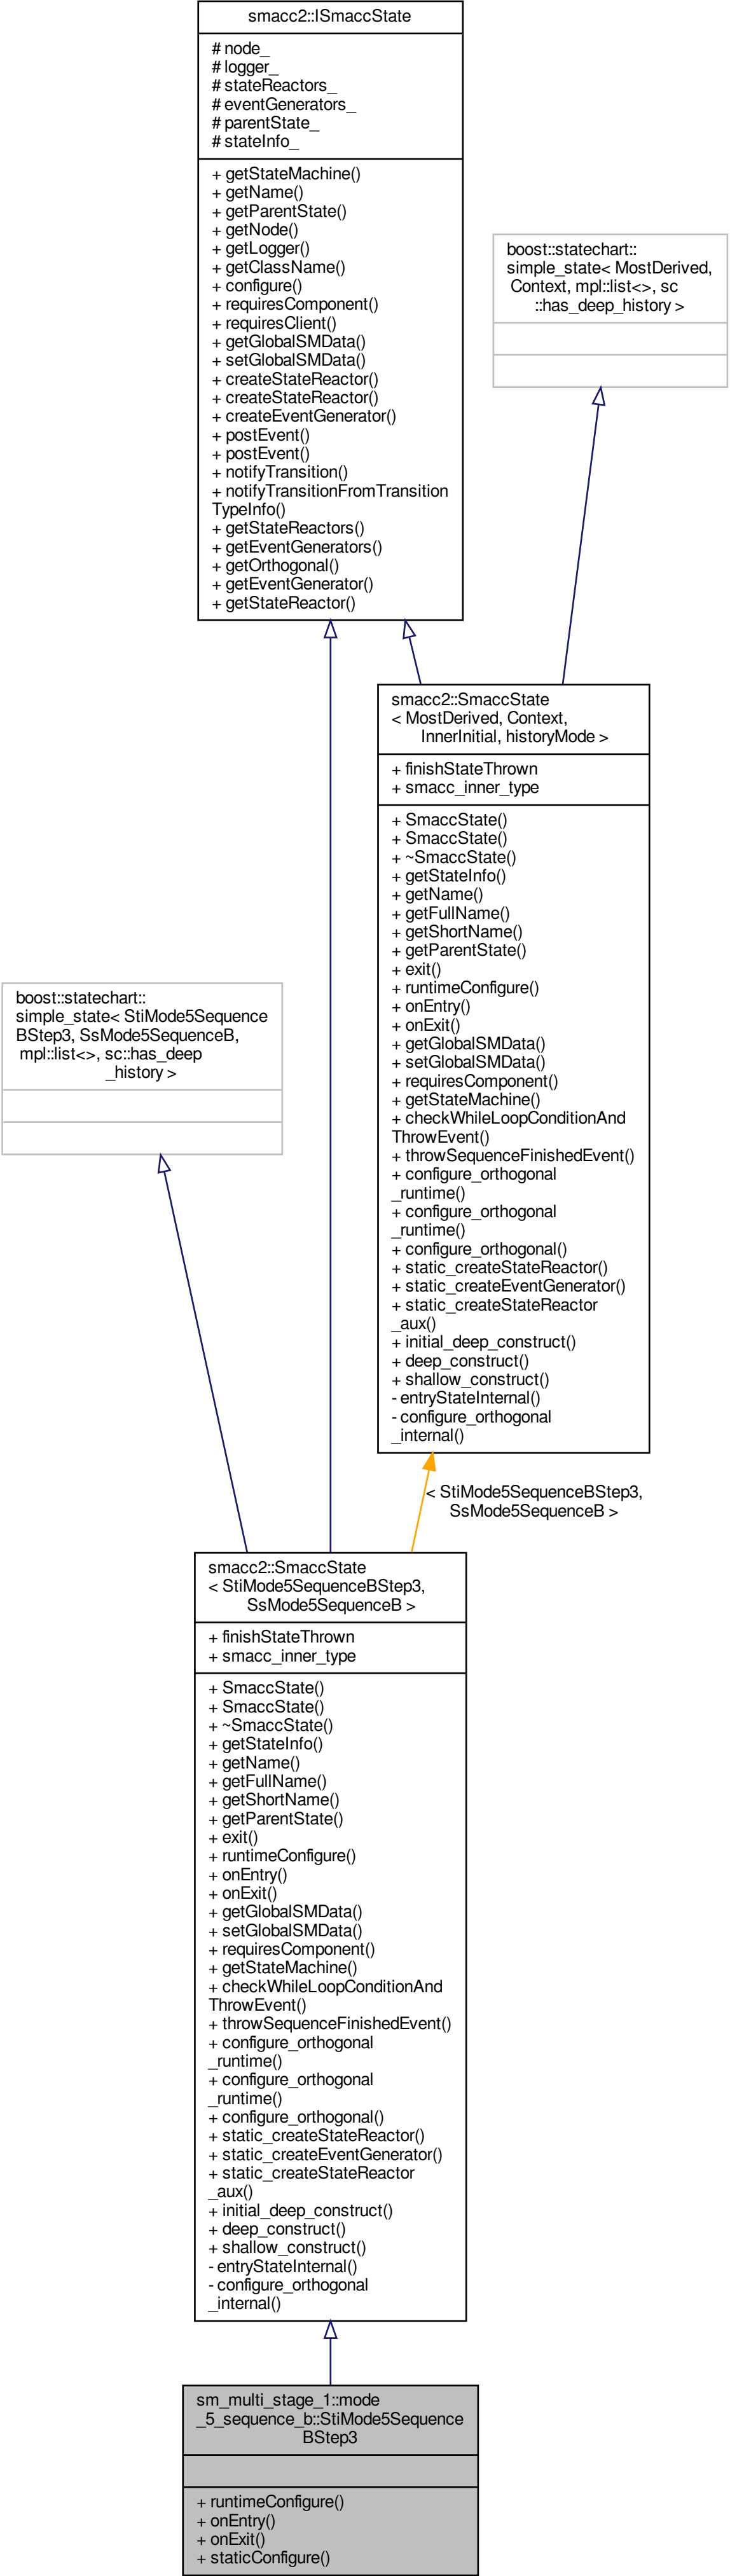 smacc2::ISmaccState
# node_
# logger_
# stateReactors_
# eventGenerators_
# parentState_
# stateInfo_
+ getStateMachine()
+ getName()
+ getParentState()
+ getNode()
+ getLogger()
+ getClassName()
+ configure()
+ requiresComponent()
+ requiresClient()
+ getGlobalSMData()
+ setGlobalSMData()
+ createStateReactor()
+ createStateReactor()
+ createEventGenerator()
+ postEvent()
+ postEvent()
+ notifyTransition()
+ notifyTransitionFromTransition
TypeInfo()
+ getStateReactors()
+ getEventGenerators()
+ getOrthogonal()
+ getEventGenerator()
+ getStateReactor()
boost::statechart::
simple_state< MostDerived,
Context, mpl::list<>, sc
::has_deep_history >
smacc2::SmaccState
< MostDerived, Context,
InnerInitial, historyMode >
+ finishStateThrown
+ smacc_inner_type
+ SmaccState()
+ SmaccState()
+ ~SmaccState()
+ getStateInfo()
+ getName()
+ getFullName()
+ getShortName()
+ getParentState()
+ exit()
+ runtimeConfigure()
+ onEntry()
+ onExit()
+ getGlobalSMData()
+ setGlobalSMData()
+ requiresComponent()
+ getStateMachine()
+ checkWhileLoopConditionAnd
ThrowEvent()
+ throwSequenceFinishedEvent()
+ configure_orthogonal
_runtime()
+ configure_orthogonal
_runtime()
+ configure_orthogonal()
+ static_createStateReactor()
+ static_createEventGenerator()
+ static_createStateReactor
_aux()
+ initial_deep_construct()
+ deep_construct()
+ shallow_construct()
- entryStateInternal()
- configure_orthogonal
_internal()
boost::statechart::
simple_state< StiMode5Sequence
BStep3, SsMode5SequenceB,
mpl::list<>, sc::has_deep
_history >
< StiMode5SequenceBStep3,
SsMode5SequenceB >
smacc2::SmaccState
< StiMode5SequenceBStep3,
SsMode5SequenceB >
+ finishStateThrown
+ smacc_inner_type
+ SmaccState()
+ SmaccState()
+ ~SmaccState()
+ getStateInfo()
+ getName()
+ getFullName()
+ getShortName()
+ getParentState()
+ exit()
+ runtimeConfigure()
+ onEntry()
+ onExit()
+ getGlobalSMData()
+ setGlobalSMData()
+ requiresComponent()
+ getStateMachine()
+ checkWhileLoopConditionAnd
ThrowEvent()
+ throwSequenceFinishedEvent()
+ configure_orthogonal
_runtime()
+ configure_orthogonal
_runtime()
+ configure_orthogonal()
+ static_createStateReactor()
+ static_createEventGenerator()
+ static_createStateReactor
_aux()
+ initial_deep_construct()
+ deep_construct()
+ shallow_construct()
- entryStateInternal()
- configure_orthogonal
_internal()
sm_multi_stage_1::mode
_5_sequence_b::StiMode5Sequence
BStep3
+ runtimeConfigure()
+ onEntry()
+ onExit()
+ staticConfigure()